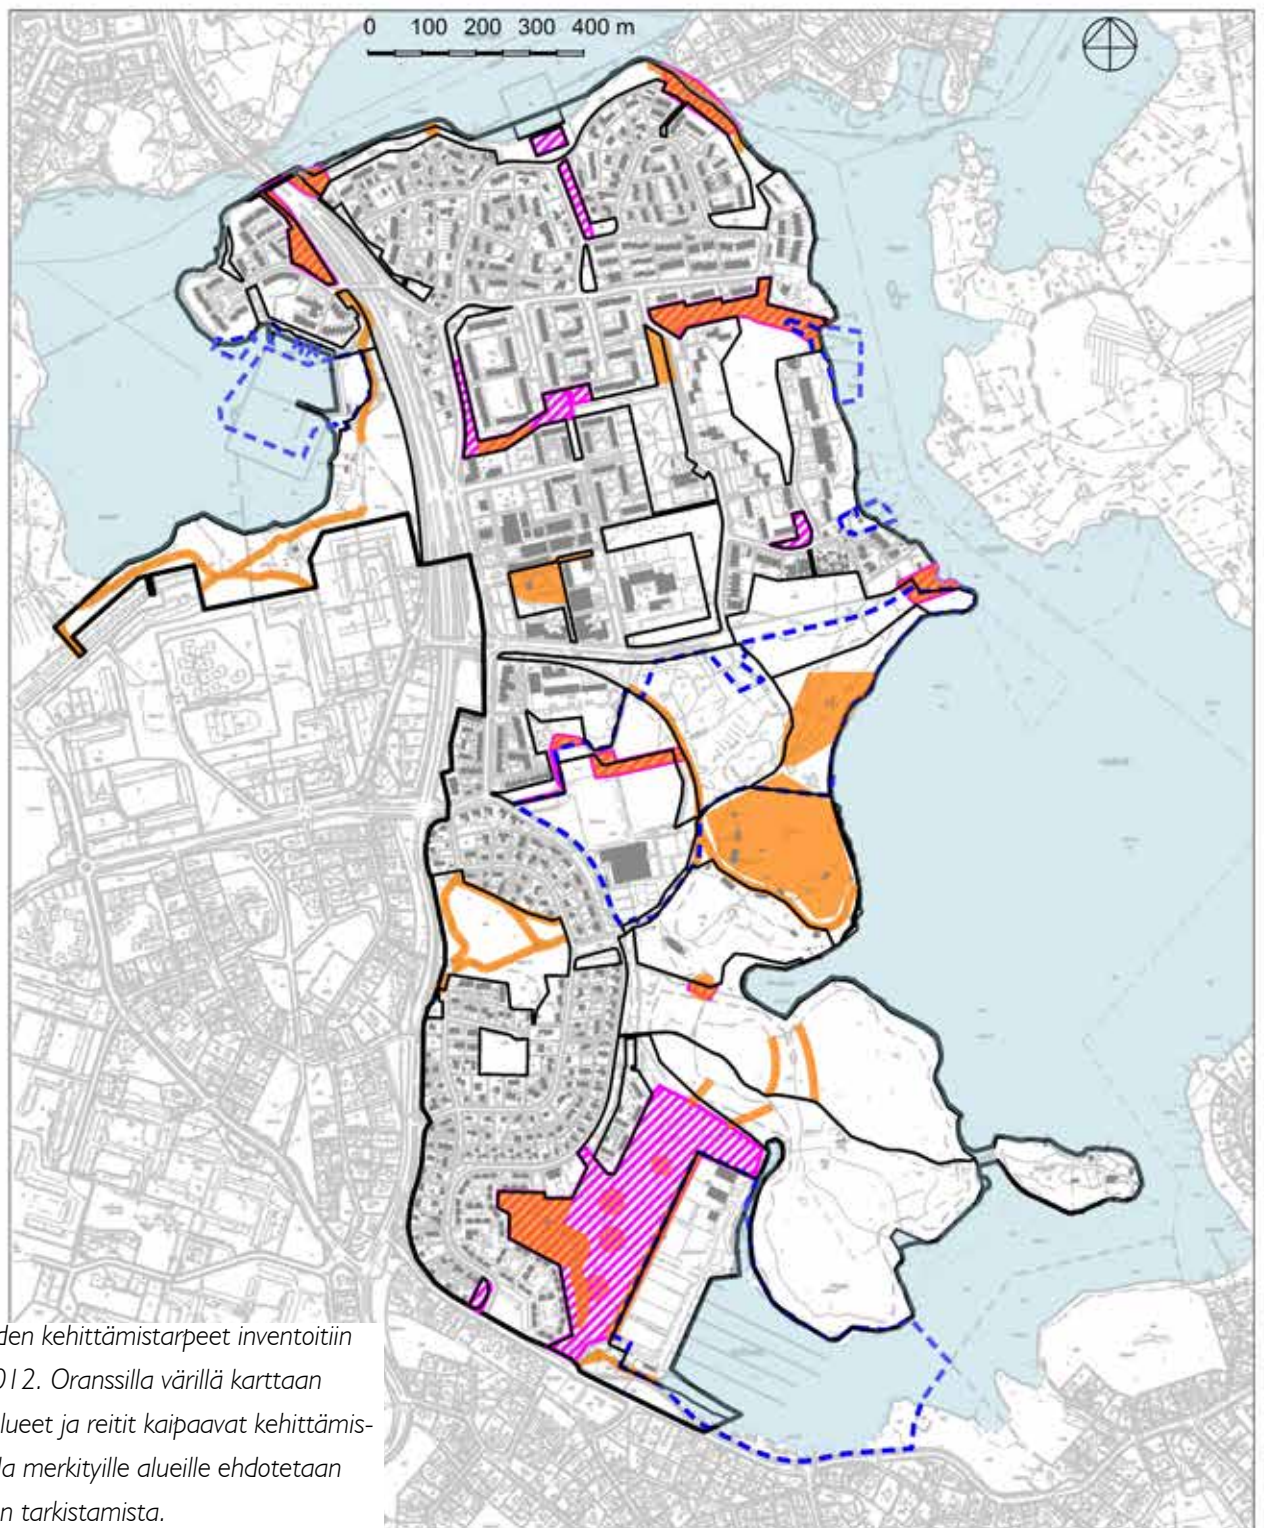 0 100 200 300 400 m
den kehittämistarpeet inventoitiin
012. Oranssilla värillä karttaan
lueet ja reitit kaipaavat kehittämis-
la merkityille alueille ehdotetaan
n tarkistamista.